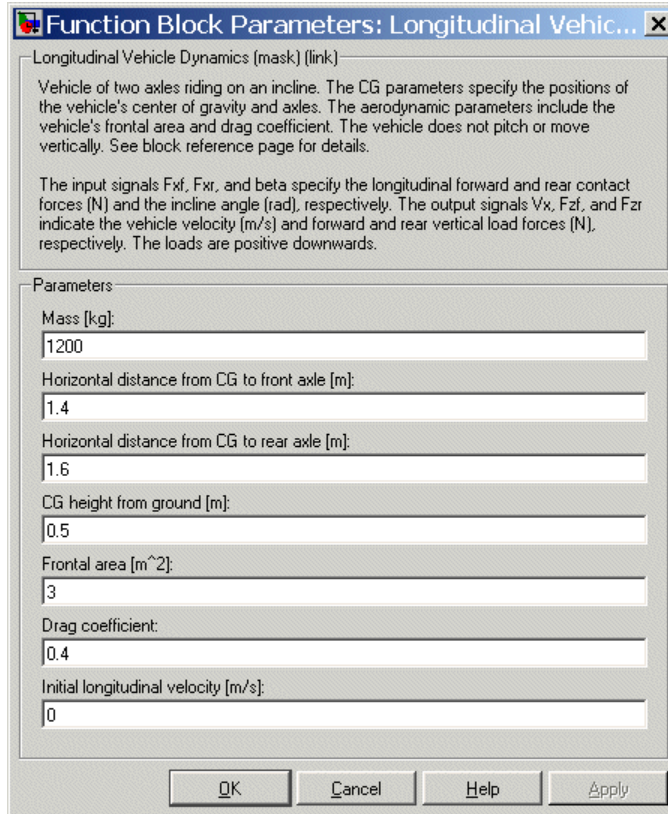 Function Block Parameters: Longitudinal Vehic...
Longitudinal Vehicle Dynamics (mask) (link)
Vehicle of two axles riding on an incline. The CG parameters specify the positions of
the vehicle's center of gravity and axles. The aerodynamic parameters include the
vehicle's frontal area and drag coefficient. The vehicle does not pitch or move
vertically. See block reference page for details.
The input signals Fxf, Fxr, and beta specify the longitudinal forward and rear contact
forces (N) and the incline angle (rad), respectively. The output signals Vx, Fzf, and Fzr
indicate the vehicle velocity (m/s) and forward and rear vertical load forces (N),
respectively. The loads are positive downwards.
Parameters
Mass [kg]:
1200
Horizontal distance from CG to front axle [m]:
1.4
Horizontal distance from CG to rear axle [m]:
1.6
CG height from ground [m]:
0.5
Frontal area [m^2]:
3
Drag coefficient:
0.4
Initial longitudinal velocity [m/s]:
0
OK Cancel Help Apply